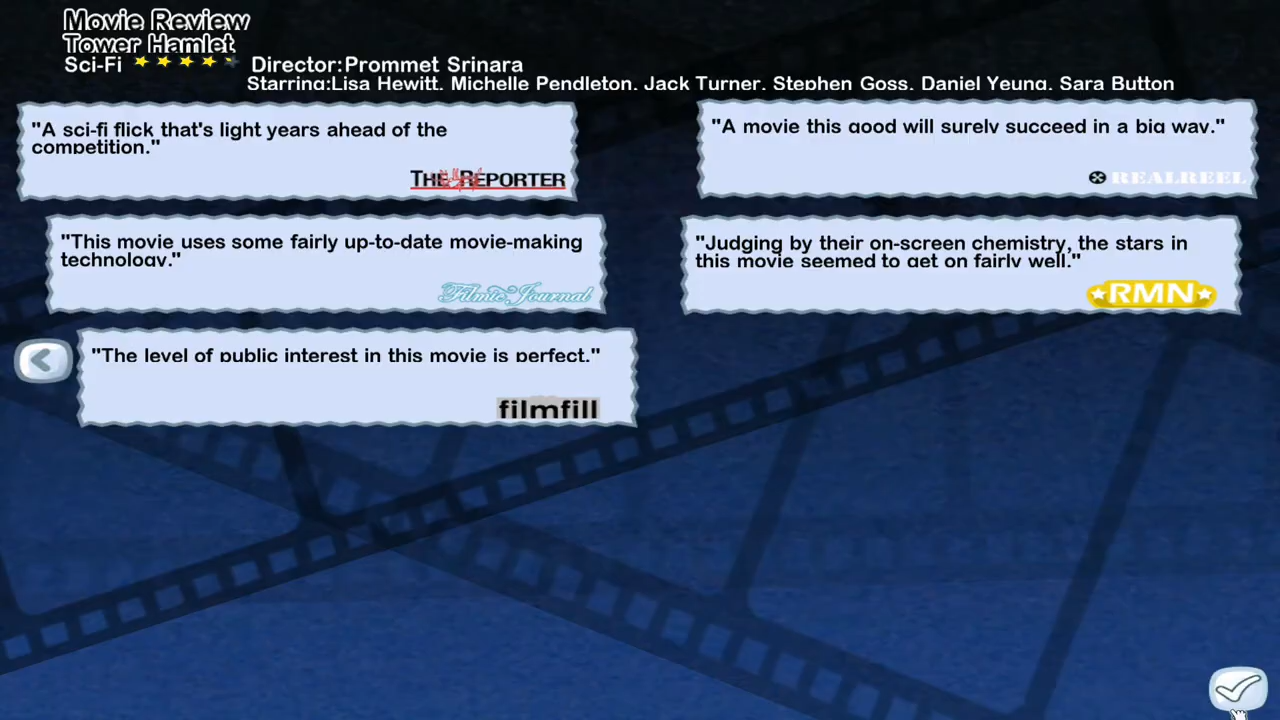 Movie Review
Tower Hamlet
Sci-Fi
Director:Prommet Srinara
Starring:Lisa Hewitt, Michelle Pendleton, Jack Turner, Stephen Goss, Daniel Yeung, Sara Button
"A sci-fi flick that's light years ahead of the
competition."
THE REPORTER
"A movie this good will surely succeed in a big way."
REALREEL
"This movie uses some fairly up-to-date movie-making
technology."
Filmic Journal
"Judging by their on-screen chemistry, the stars in
this movie seemed to get on fairly well."
RMN
"The level of public interest in this movie is perfect."
filmfill